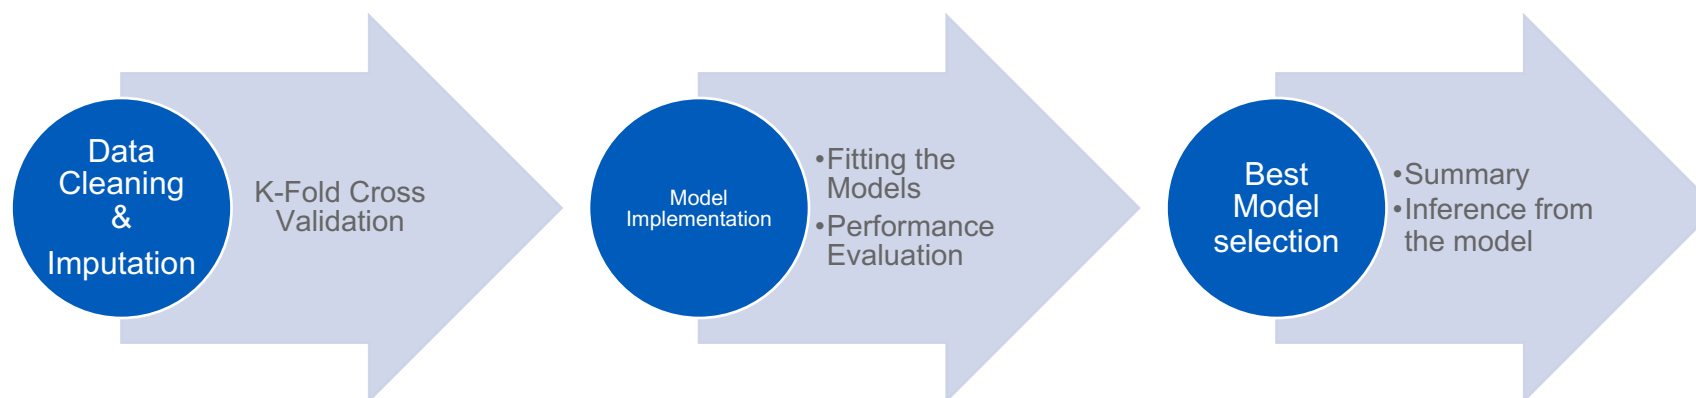 Data
Cleaning
&
Imputation
K-Fold Cross
Validation
Model
Implementation
•Fitting the
Models
•Performance
Evaluation
Best
Model
selection
•Summary
•Inference from
the model